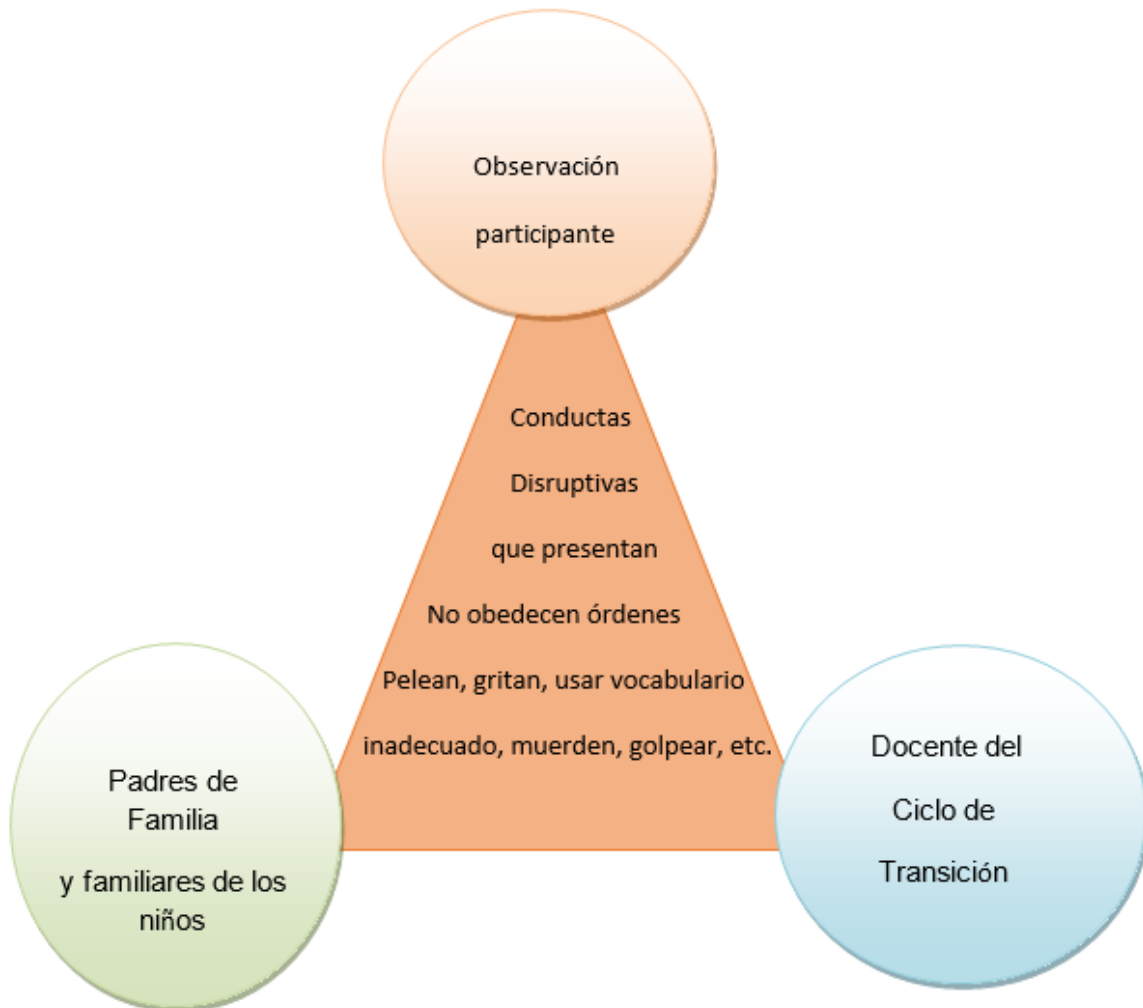 Observación
participante
Conductas
Disruptivas
que presentan
No obedecen órdenes
Pelean, gritan, usar vocabulario
inadecuado, muerden, golpear, etc.
Padres de
Familia
y familiares de los
niños
Docente del
Ciclo de
Transición